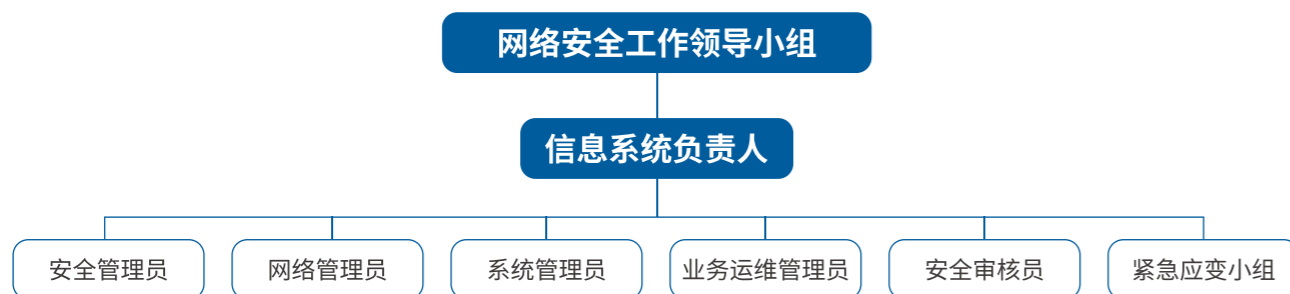 网络安全工作领导小组
信息系统负责人
安全管理员
网络管理员
系统管理员
业务运维管理员
安全审核员
紧急应变小组